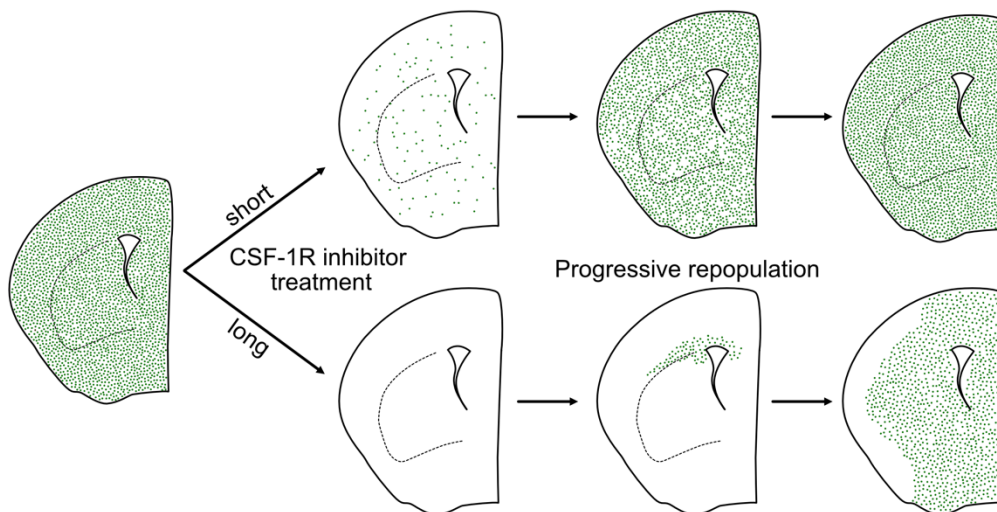 short
CSF-1R inhibitor
treatment
long
Progressive repopulation